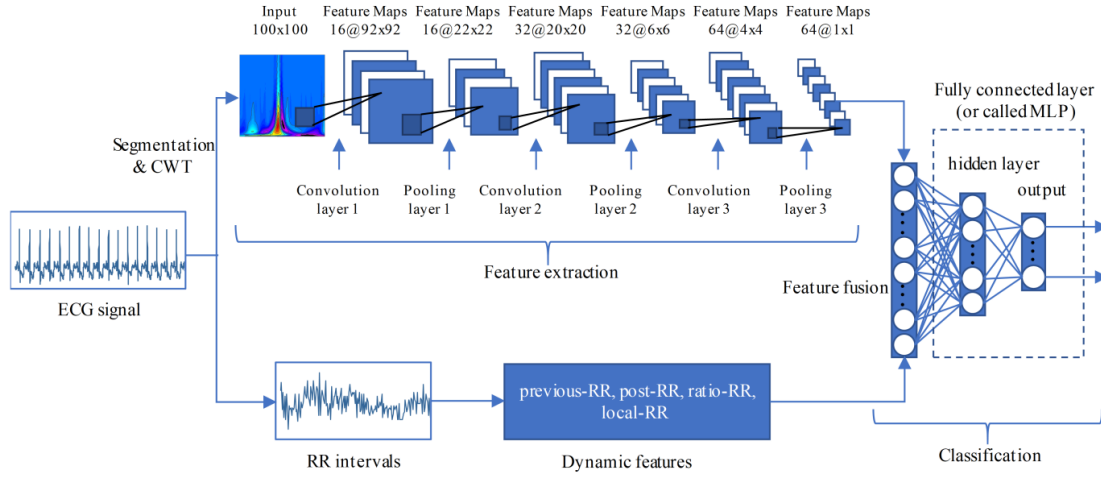 Input
100x100
Feature Maps
16@92x92
Feature Maps
16@22x22
Feature Maps
32@20x20
Feature Maps
32@6x6
Feature Maps
64@4x4
Feature Maps
64@1x1
Segmentation
& CWT
Convolution
layer 1
Pooling
layer 1
Convolution
layer 2
Pooling
layer 2
Convolution
layer 3
Pooling
layer 3
Feature extraction
Fully connected layer
(or called MLP)
hidden layer
output
Feature fusion
ECG signal
RR intervals
previous-RR, post-RR, ratio-RR,
local-RR
Dynamic features
Classification